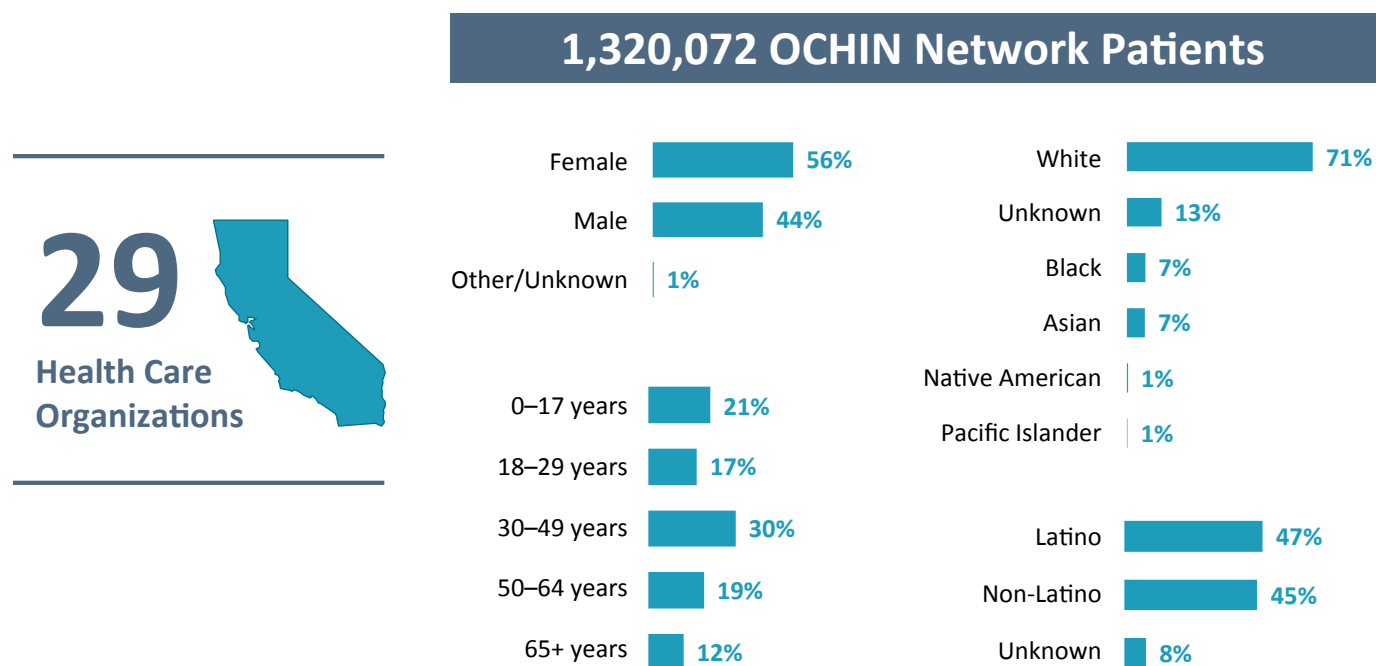 1,320,072 OCHIN Network Patients
29
Health Care
Organizations
Female 56%
Male 44%
Other/Unknown 1%
0–17 years 21%
18–29 years 17%
30–49 years 30%
50–64 years 19%
65+ years 12%
White 71%
Unknown 13%
Black 7%
Asian 7%
Native American 1%
Pacific Islander 1%
Latino 47%
Non-Latino 45%
Unknown 8%